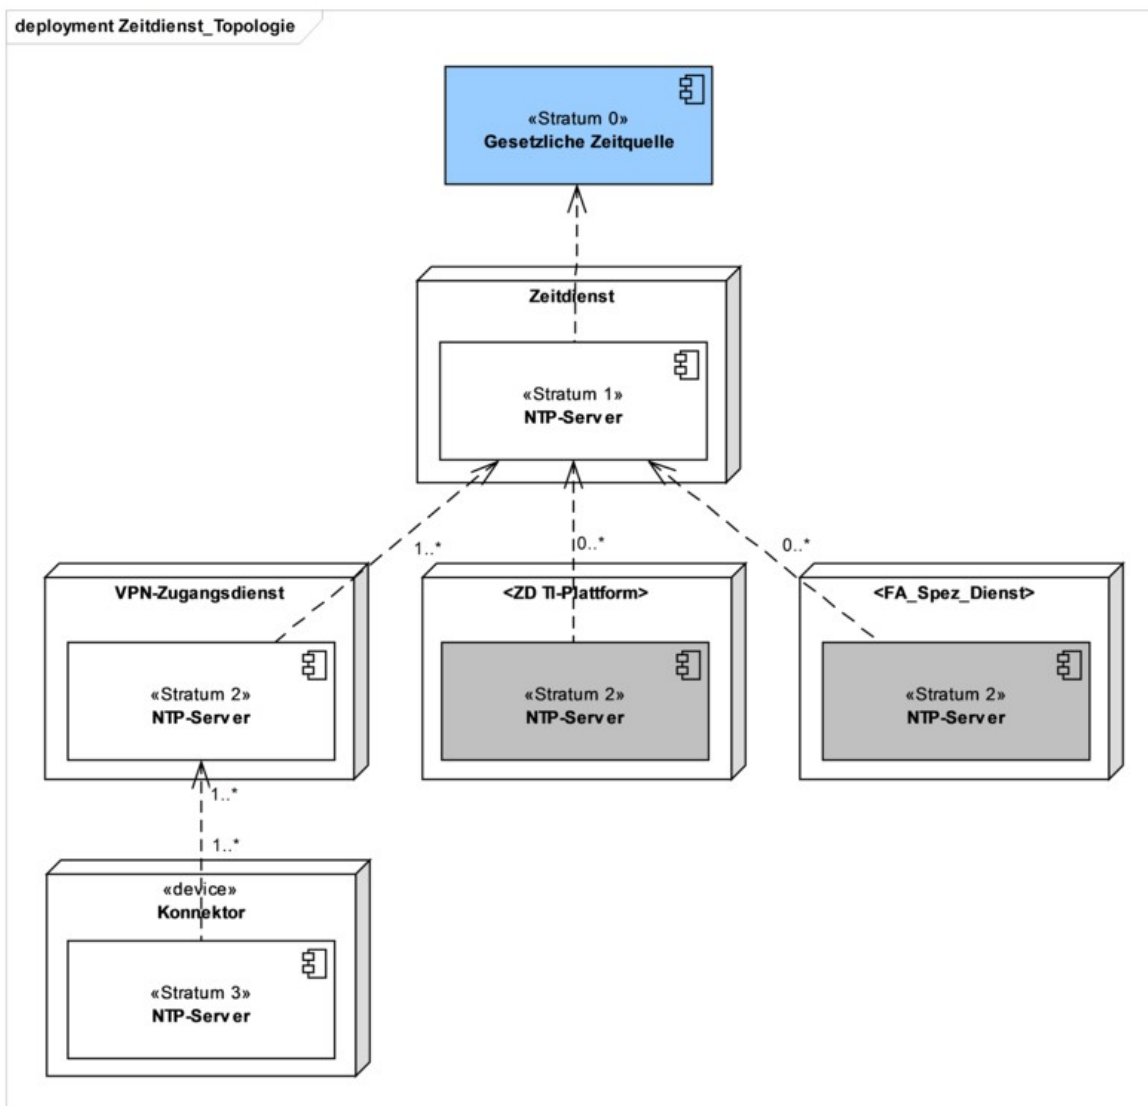 deployment Zeitdienst_Topologie
«Stratum 0»
Gesetzliche Zeitquelle
Zeitdienst
«Stratum 1»
NTP-Server
1..*
0..*
0..*
VPN-Zugangsdienst
«Stratum 2»
NTP-Server
<ZD TI-Plattform>
«Stratum 2»
NTP-Server
<FA_Spez_Dienst>
«Stratum 2»
NTP-Server
1..*
1..*
«device»
Konnektor
«Stratum 3»
NTP-Server